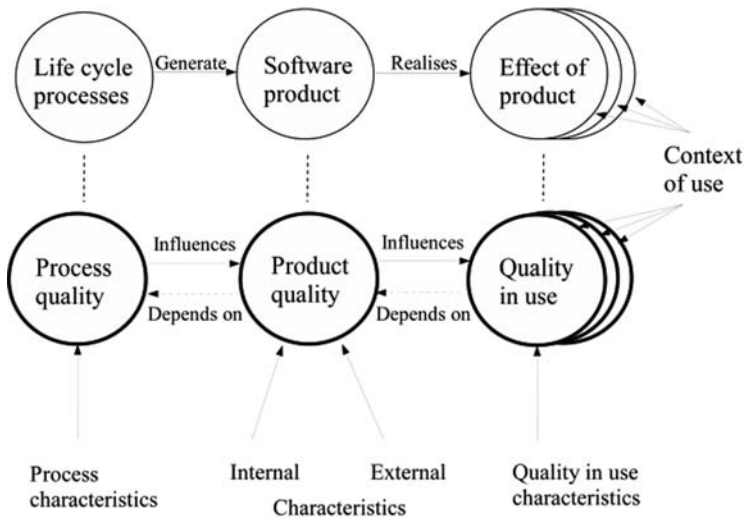 Life cycle
processes
Generate
Software
product
Realises
Effect of
product
Context
of use
Process
quality
Influences
Depends on
Product
quality
Influences
Depends on
Quality
in use
Process
characteristics
Internal
External
Characteristics
Quality in use
characteristics